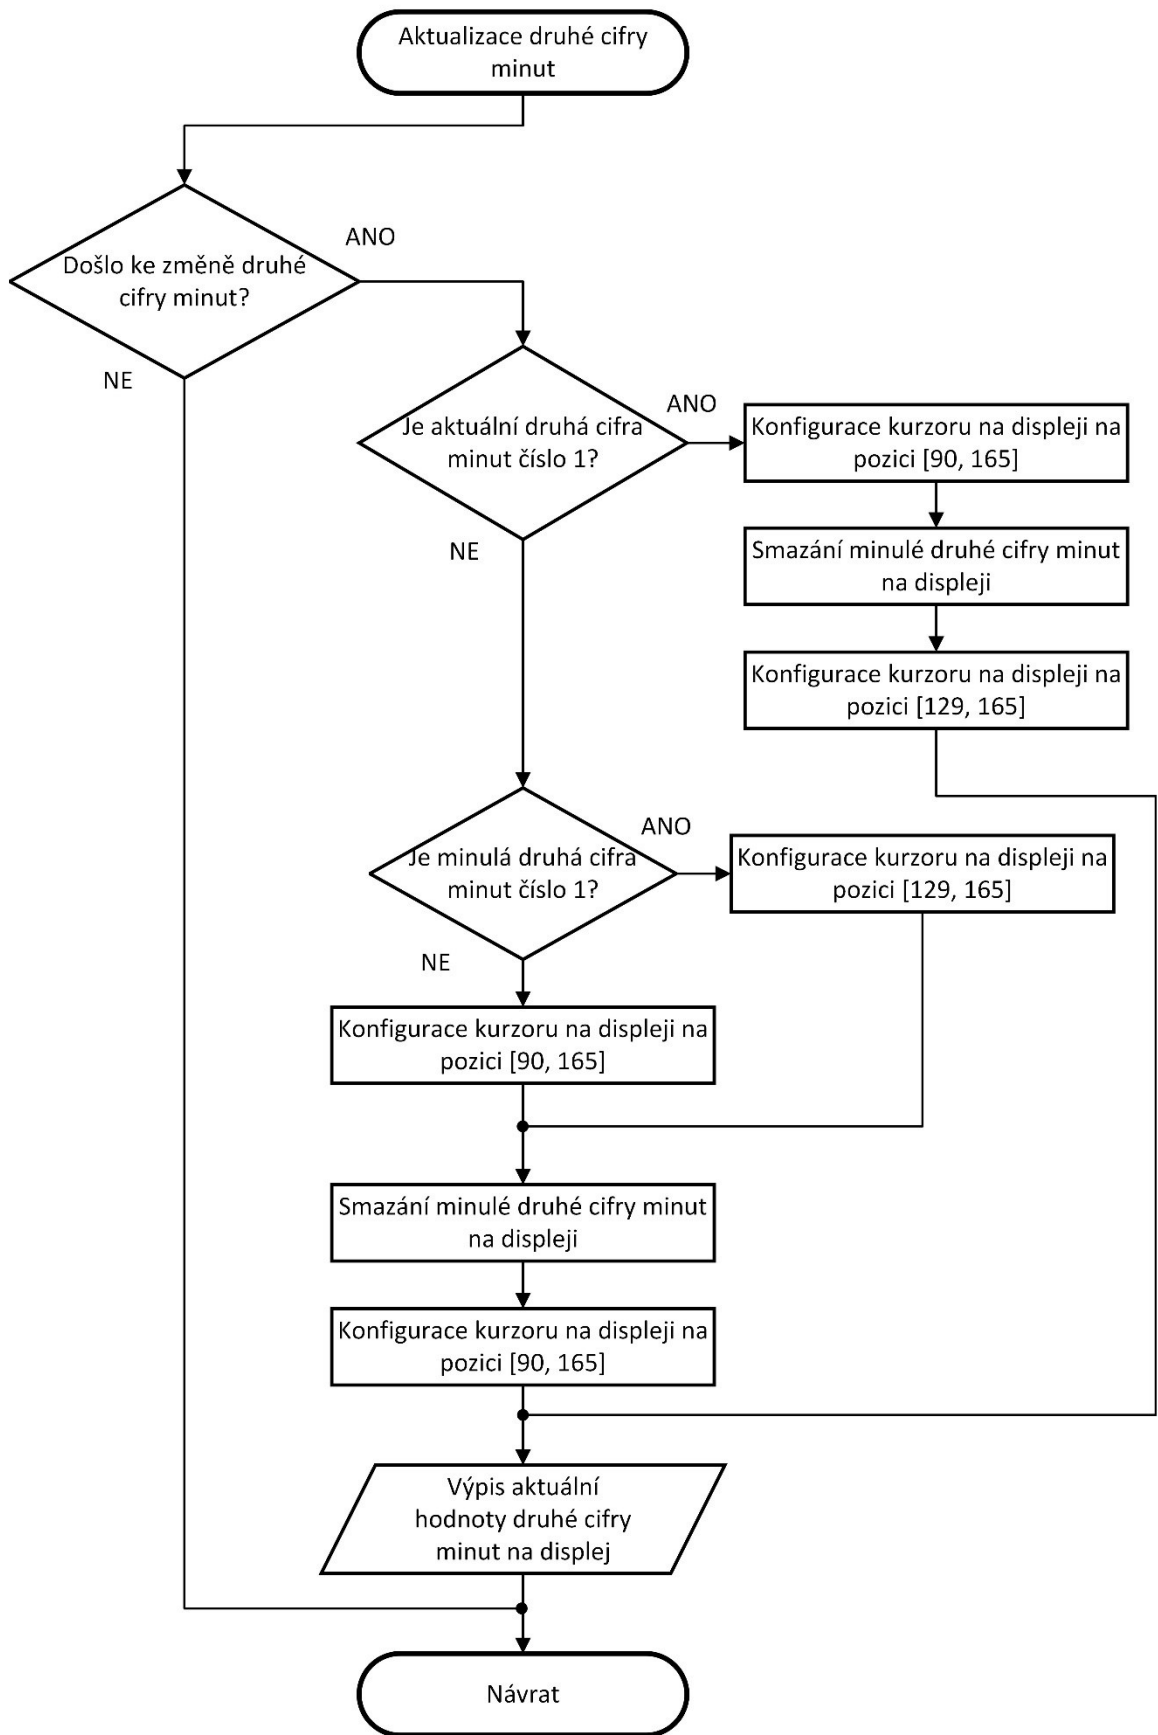 Aktualizace druhé cifry
minut
Došlo ke změně druhé
cifry minut?
ANO
NE
Je aktuální druhá cifra
minut číslo 1?
ANO
NE
Konfigurace kurzoru na displeji na
pozici [90, 165]
Smazání minulé druhé cifry minut
na displeji
Konfigurace kurzoru na displeji na
pozici [129, 165]
Je minulá druhá cifra
minut číslo 1?
ANO
NE
Konfigurace kurzoru na displeji na
pozici [129, 165]
Konfigurace kurzoru na displeji na
pozici [90, 165]
Smazání minulé druhé cifry minut
na displeji
Konfigurace kurzoru na displeji na
pozici [90, 165]
Výpis aktuální
hodnoty druhé cifry
minut na displej
Návrat